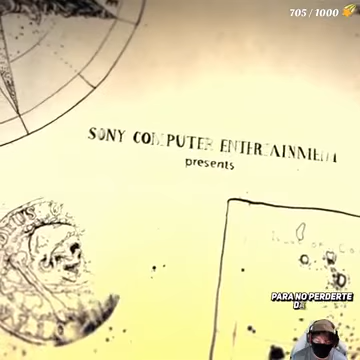 705 / 1000
SONY COMPUTER ENTERTAINMENT
presents
PARA NO PERDERTE